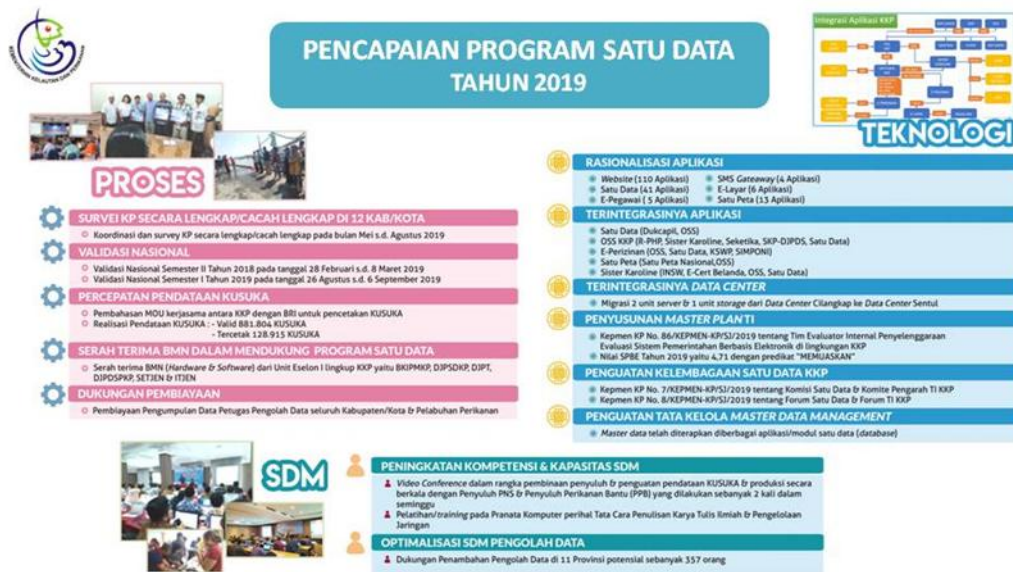 KEMENTERIAN KELAUTAN DAN PERIKANAN
PENCAPAIAN PROGRAM SATU DATA
TAHUN 2019
Integrasi Aplikasi KKP
PROSES
SURVEI KP SECARA LENGKAP/CACAH LENGKAP DI 12 KAB/KOTA
Koordinasi dan survey KP secara lengkap/cacah lengkap pada bulan Mei s.d. Agustus 2019
VALIDASI NASIONAL
Validasi Nasional Semester II Tahun 2018 pada tanggal 28 Februari s.d. 8 Maret 2019
Validasi Nasional Semester I Tahun 2019 pada tanggal 26 Agustus s.d. 6 September 2019
PERCEPATAN PENDATAAN KUSUKA
Pembahasan MOU kerjasama antara KKP dengan BRI untuk pencetakan KUSUKA
Realisasi Pendataan KUSUKA : - Valid 881.804 KUSUKA
- Tercetak 128.915 KUSUKA
SERAH TERIMA BMN DALAM MENDUKUNG PROGRAM SATU DATA
Serah terima BMN (Hardware & Software) dari Unit Eselon I lingkup KKP yaitu BKIPMKP, DJPSDKP, DJPT,
DJPDSPKP, SETJEN & ITJEN
DUKUNGAN PEMBIAYAAN
Pembiayaan Pengumpulan Data Petugas Pengolah Data seluruh Kabupaten/Kota & Pelabuhan Perikanan
TEKNOLOGI
RASIONALISASI APLIKASI
Website (110 Aplikasi)
Satu Data (41 Aplikasi)
E-Pegawai ( 5 Aplikasi)
SMS Gateaway (4 Aplikasi)
E-Layar (6 Aplikasi)
Satu Peta (13 Aplikasi)
TERINTEGRASINYA APLIKASI
Satu Data (Dukcapil, OSS)
OSS KKP (R-PHP, Sister Karoline, Seketika, SKP-DJPDS, Satu Data)
E-Perizinan (OSS, Satu Data, KSWP, SIMPONI)
Satu Peta (Satu Peta Nasional,OSS)
Sister Karoline (INSW, E-Cert Belanda, OSS, Satu Data)
TERINTEGRASINYA DATA CENTER
Migrasi 2 unit server & 1 unit storage dari Data Center Cilangkap ke Data Center Sentul
PENYUSUNAN MASTER PLAN TI
Kepmen KP No. 86/KEPMEN-KP/SJ/2019 tentang Tim Evaluator Internal Penyelenggaraan
Evaluasi Sistem Pemerintahan Berbasis Elektronik di lingkungan KKP
Nilai SPBE Tahun 2019 yaitu 4,71 dengan predikat "MEMUASKAN"
PENGUATAN KELEMBAGAAN SATU DATA KKP
Kepmen KP No. 7/KEPMEN-KP/SJ/2019 tentang Komisi Satu Data & Komite Pengarah TI KKP
Kepmen KP No. 8/KEPMEN-KP/SJ/2019 tentang Forum Satu Data & Forum TI KKP
PENGUATAN TATA KELOLA MASTER DATA MANAGEMENT
Master data telah diterapkan diberbagai aplikasi/modul satu data (database)
SDM
PENINGKATAN KOMPETENSI & KAPASITAS SDM
Video Conference dalam rangka pembinaan penyuluh & penguatan pendataan KUSUKA & produksi secara
berkala dengan Penyuluh PNS & Penyuluh Perikanan Bantu (PPB) yang dilakukan sebanyak 2 kali dalam
seminggu
Pelatihan/training pada Pranata Komputer perihal Tata Cara Penulisan Karya Tulis Ilmiah & Pengelolaan
Jaringan
OPTIMALISASI SDM PENGOLAH DATA
Dukungan Penambahan Pengolah Data di 11 Provinsi potensial sebanyak 357 orang